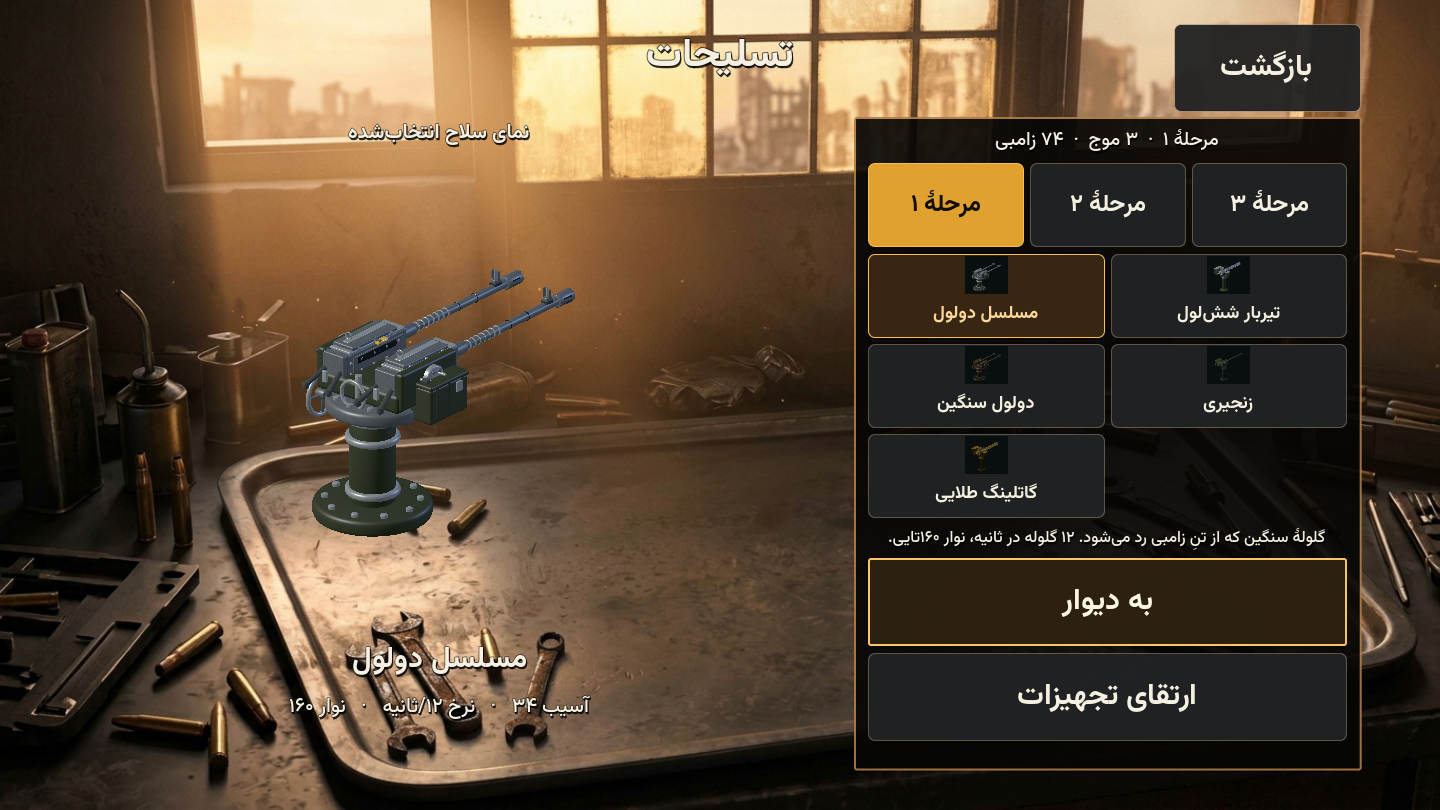 تسلیحات
بازگشت
نمای سلاح انتخاب‌شده
مرحلهٔ ۱ · ۳ موج · ۷۴ زامبی
مرحلهٔ ۳
مرحلهٔ ۲
مرحلهٔ ۱
تیربار شش‌لول
مسلسل دولول
زنجیری
دولول سنگین
گاتلینگ طلایی
گلولهٔ سنگین که از تنِ زامبی رد می‌شود. ۱۲ گلوله در ثانیه، نوار ۱۶۰تایی.
به دیوار
ارتقای تجهیزات
مسلسل دولول
آسیب ۳۴ · نرخ ۱۲/ثانیه · نوار ۱۶۰